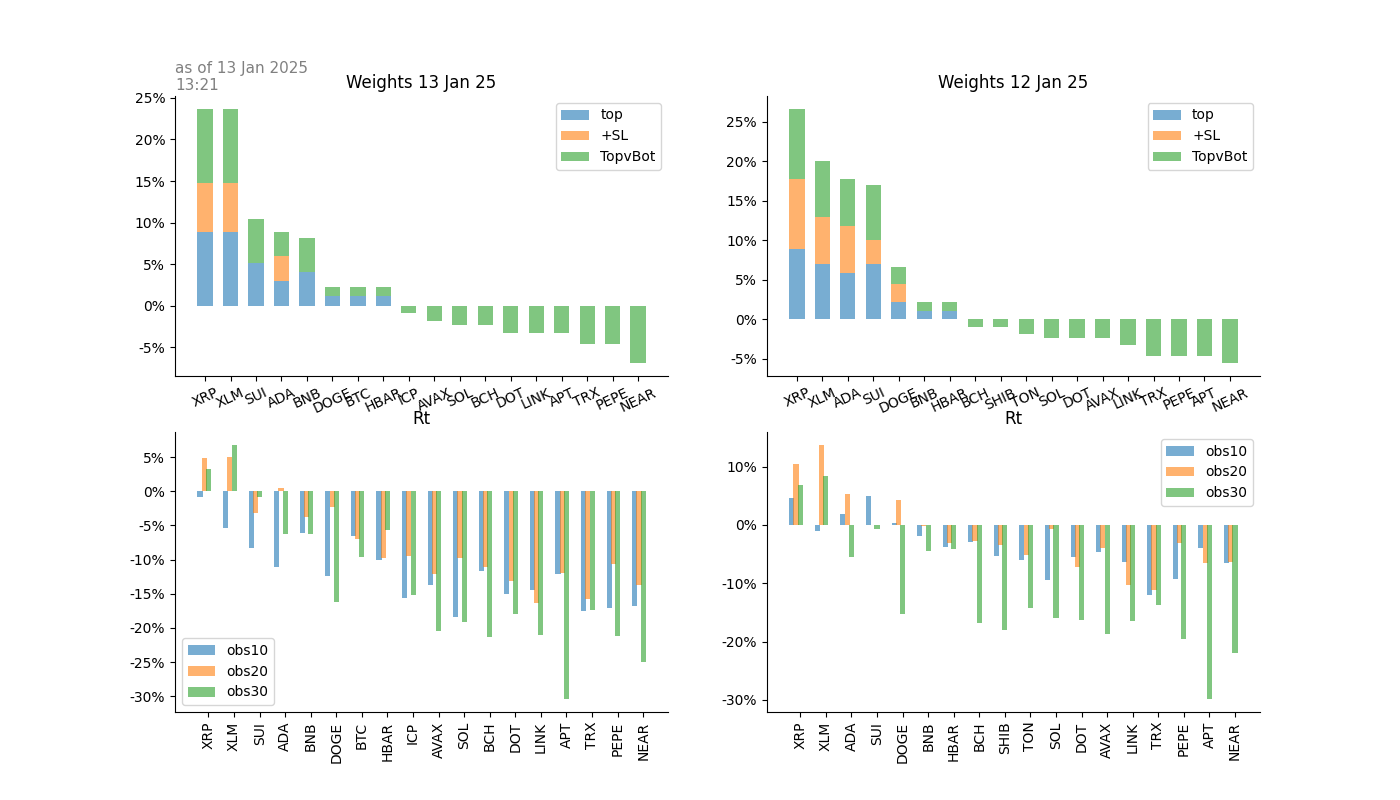 as of 13 Jan 2025
13:21
Weights 13 Jan 25
25%
20%
15%
10%
5%
0%
-5%
top
+SL
TopvBot
XRP XLM SUI ADA BNB DOGE BTC HBAR ICP AVAX SOL BCH DOT LINK APT TRX PEPE NEAR
Weights 12 Jan 25
25%
20%
15%
10%
5%
0%
-5%
top
+SL
TopvBot
XRP XLM ADA SUI DOGE BNB HBAR BCH SHIB TON SOL DOT AVAX LINK TRX PEPE APT NEAR
Rt
5%
0%
-5%
-10%
-15%
-20%
-25%
-30%
obs10
obs20
obs30
XRP XLM SUI ADA BNB DOGE BTC HBAR ICP AVAX SOL BCH DOT LINK APT TRX PEPE NEAR
Rt
10%
0%
-10%
-20%
-30%
obs10
obs20
obs30
XRP XLM ADA SUI DOGE BNB HBAR BCH SHIB TON SOL DOT AVAX LINK TRX PEPE APT NEAR